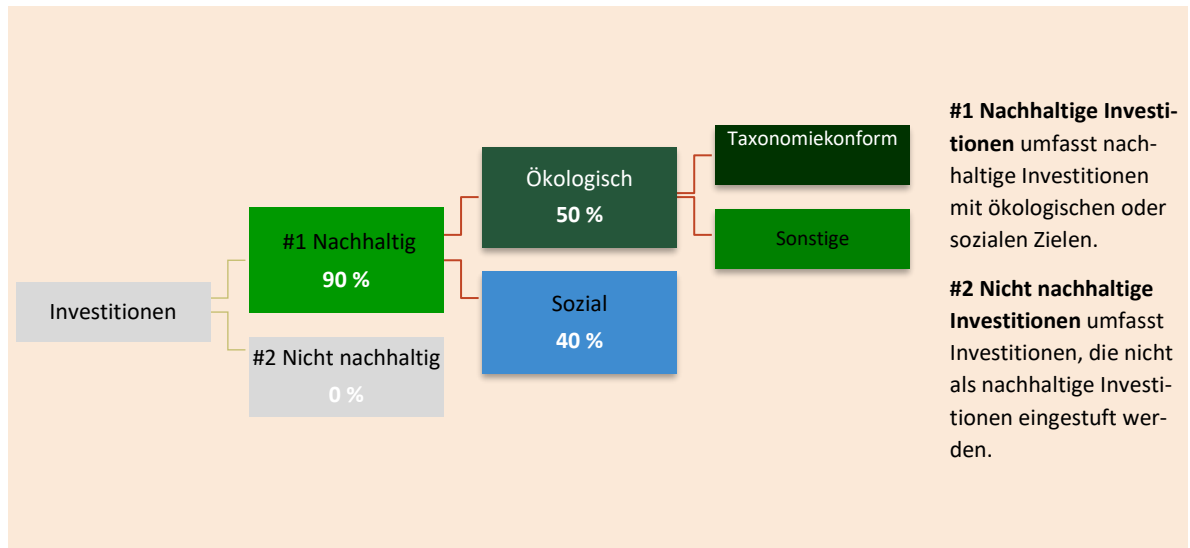 Investitionen
#1 Nachhaltig
90 %
#2 Nicht nachhaltig
0 %
Ökologisch
50 %
Sozial
40 %
Taxonomiekonform
Sonstige
#1 Nachhaltige Investi-
tionen umfasst nach-
haltige Investitionen
mit ökologischen oder
sozialen Zielen.
#2 Nicht nachhaltige
Investitionen umfasst
Investitionen, die nicht
als nachhaltige Investi-
tionen eingestuft wer-
den.